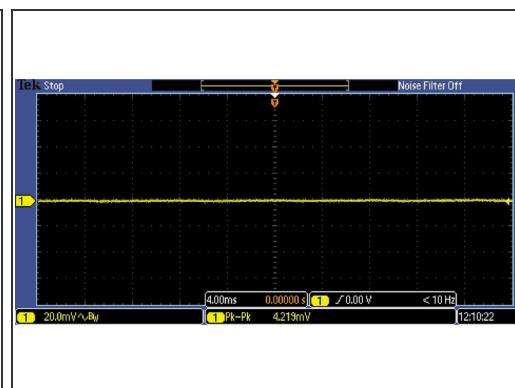 Tek Stop Noise Filter Off
1
4.00ms 0.00000 s 1 0.00 V < 10 Hz
1 20.0mV BW 1 Pk-Pk 4.219mV 12:10:22